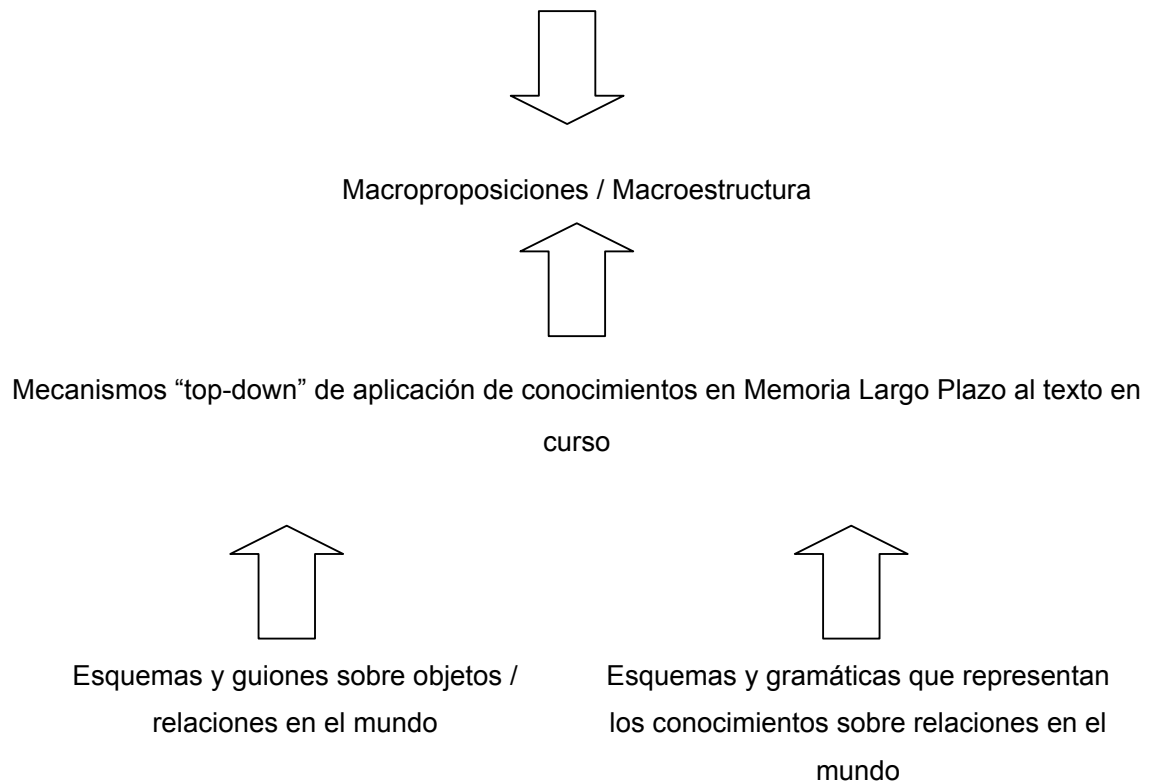 Macroproposiciones / Macroestructura
Mecanismos “top-down” de aplicación de conocimientos en Memoria Largo Plazo al texto en
curso
Esquemas y guiones sobre objetos /
relaciones en el mundo
Esquemas y gramáticas que representan
los conocimientos sobre relaciones en el
mundo